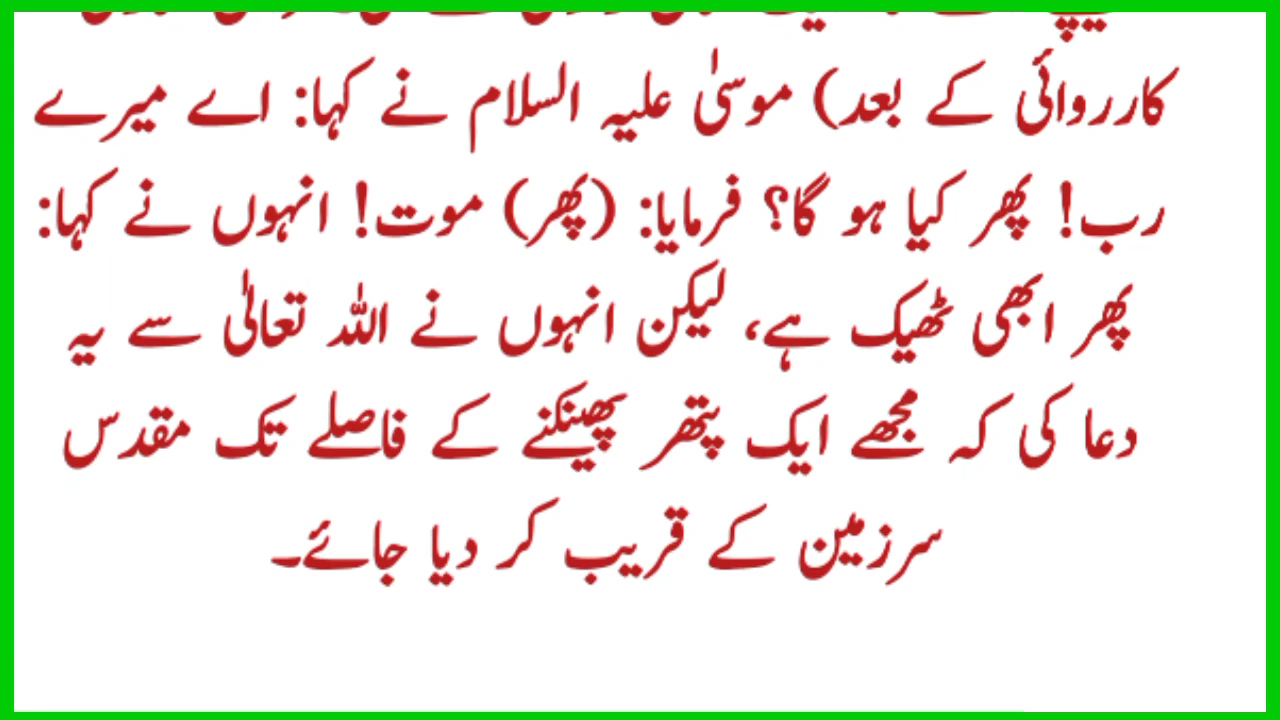 کارروائی کے بعد) موسیٰ علیہ السلام نے کہا: اے میرے
رب! پھر کیا ہو گا؟ فرمایا: (پھر) موت! انہوں نے کہا:
پھر ابھی ٹھیک ہے، لیکن انہوں نے اللہ تعالیٰ سے یہ
دعا کی کہ مجھے ایک پتھر پھینکنے کے فاصلے تک مقدس
سرزمین کے قریب کر دیا جائے۔